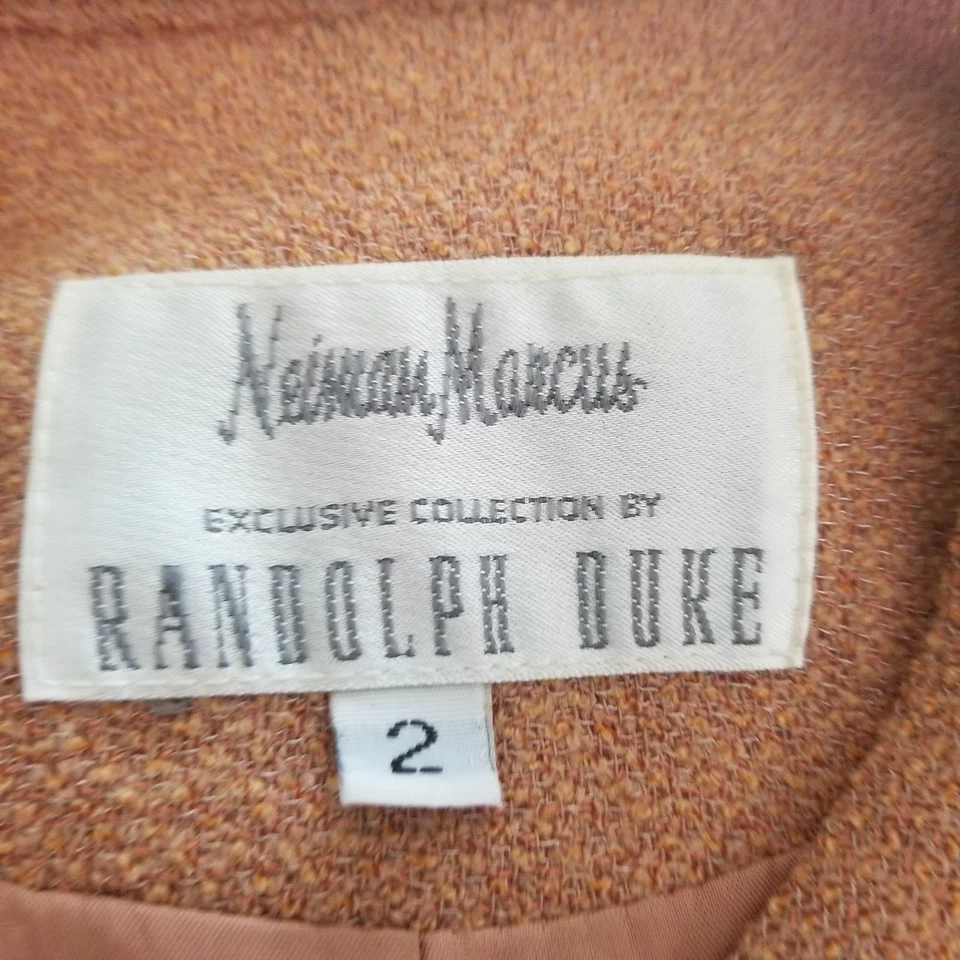 Neiman Marcus
EXCLUSIVE COLLECTION BY
RANDOLPH DUKE
2